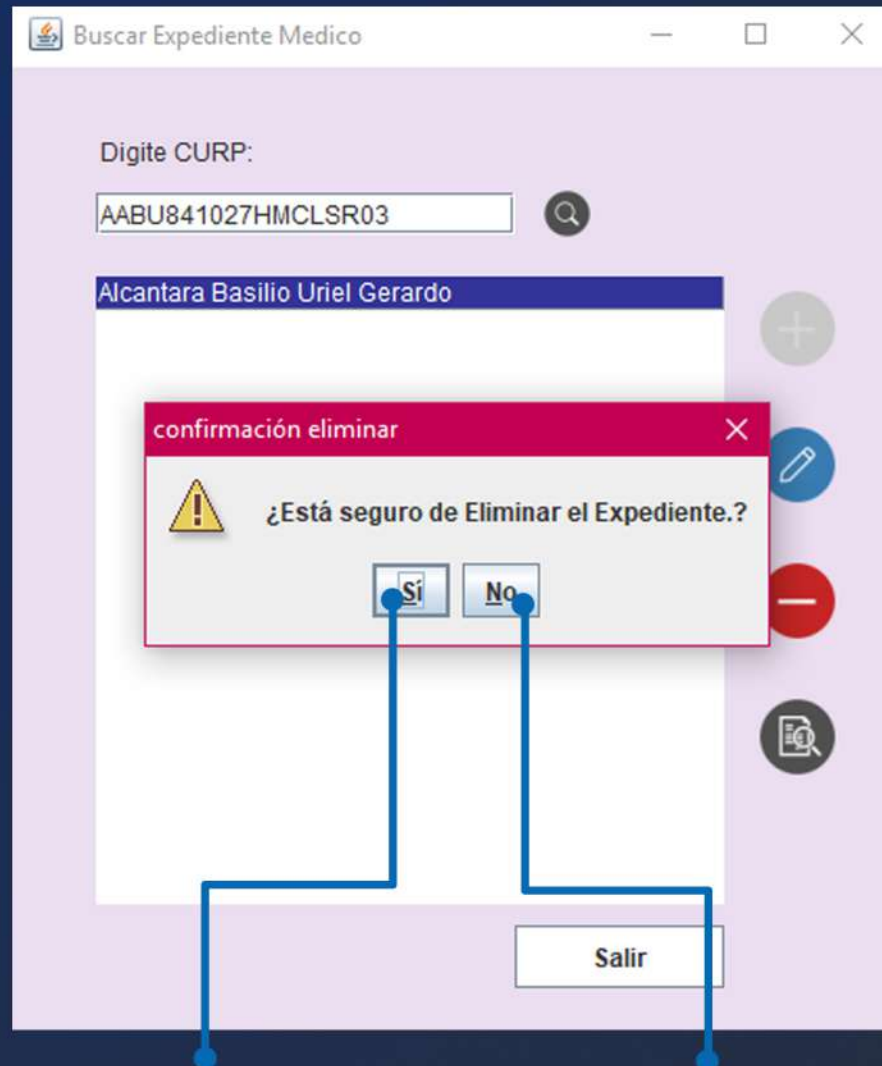 Buscar Expediente Medico
Digite CURP:
AABU841027HMCLSR03
Alcantara Basilio Uriel Gerardo
confirmación eliminar
¿Está seguro de Eliminar el Expediente.?
Sí No
Salir